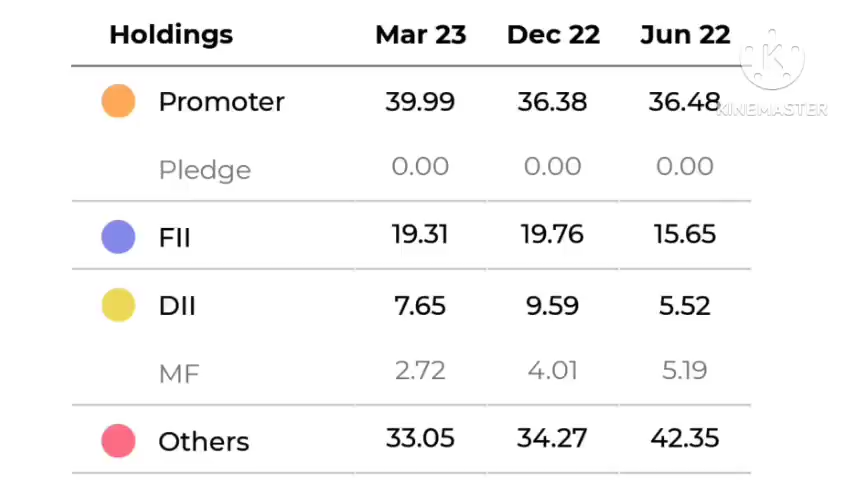 Holdings Mar 23 Dec 22 Jun 22
Promoter 39.99 36.38 36.48
KINEMASTER
Pledge 0.00 0.00 0.00
FII 19.31 19.76 15.65
DII 7.65 9.59 5.52
MF 2.72 4.01 5.19
Others 33.05 34.27 42.35